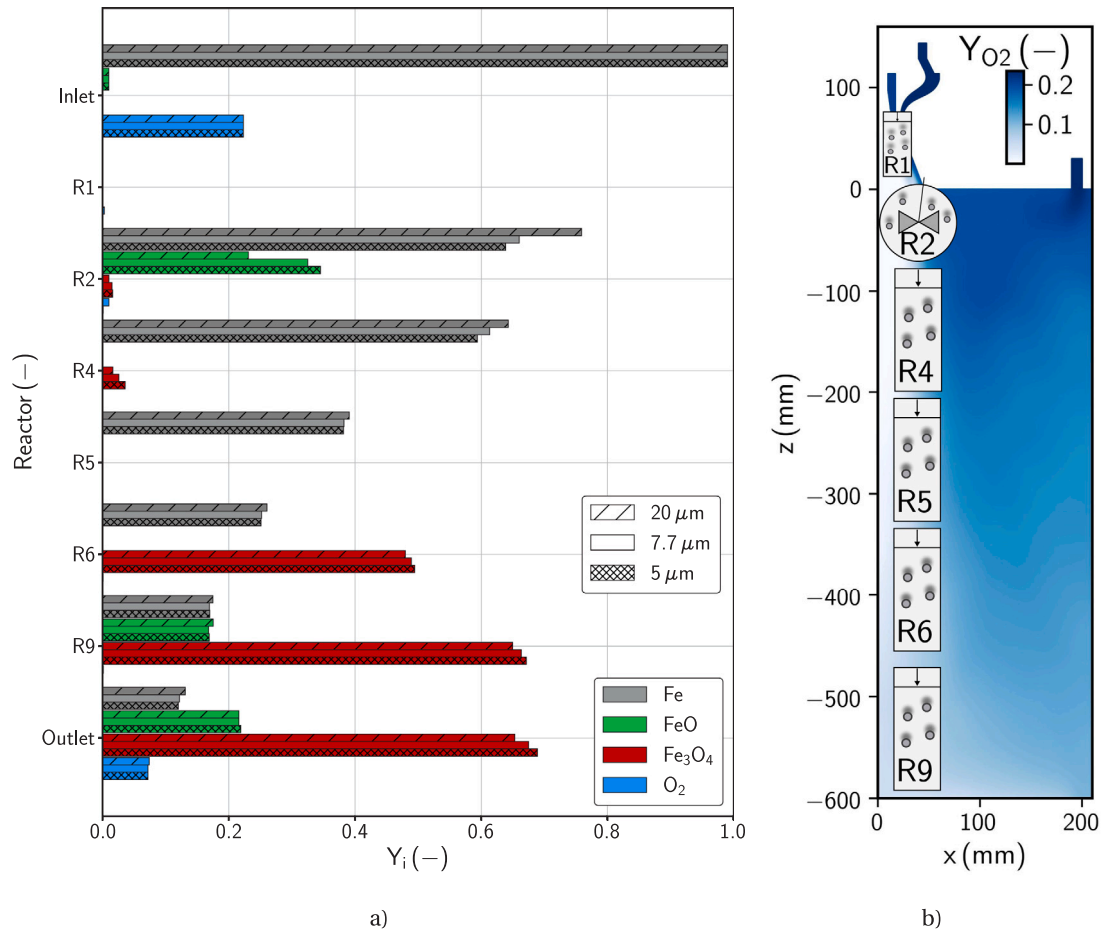 Reactor (−)
Inlet
R1
R2
R4
R5
R6
R9
Outlet
20 μm
7.7 μm
5 μm
Fe
FeO
Fe₃O₄
O₂
0.0 0.2 0.4 0.6 0.8 1.0
Yᵢ (−)
a)
Y_O2 (−)
0.2
0.1
z (mm)
100
0
−100
−200
−300
−400
−500
−600
R1
R2
R4
R5
R6
R9
0 100 200
x (mm)
b)